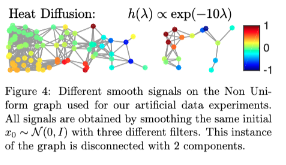 Heat Diffusion: h(λ) ∝ exp(−10λ)
1
0
-1
Figure 4: Different smooth signals on the Non Uni-
form graph used for our artificial data experiments.
All signals are obtained by smoothing the same initial
x₀ ∼ 𝒩(0, I) with three different filters. This instance
of the graph is disconnected with 2 components.